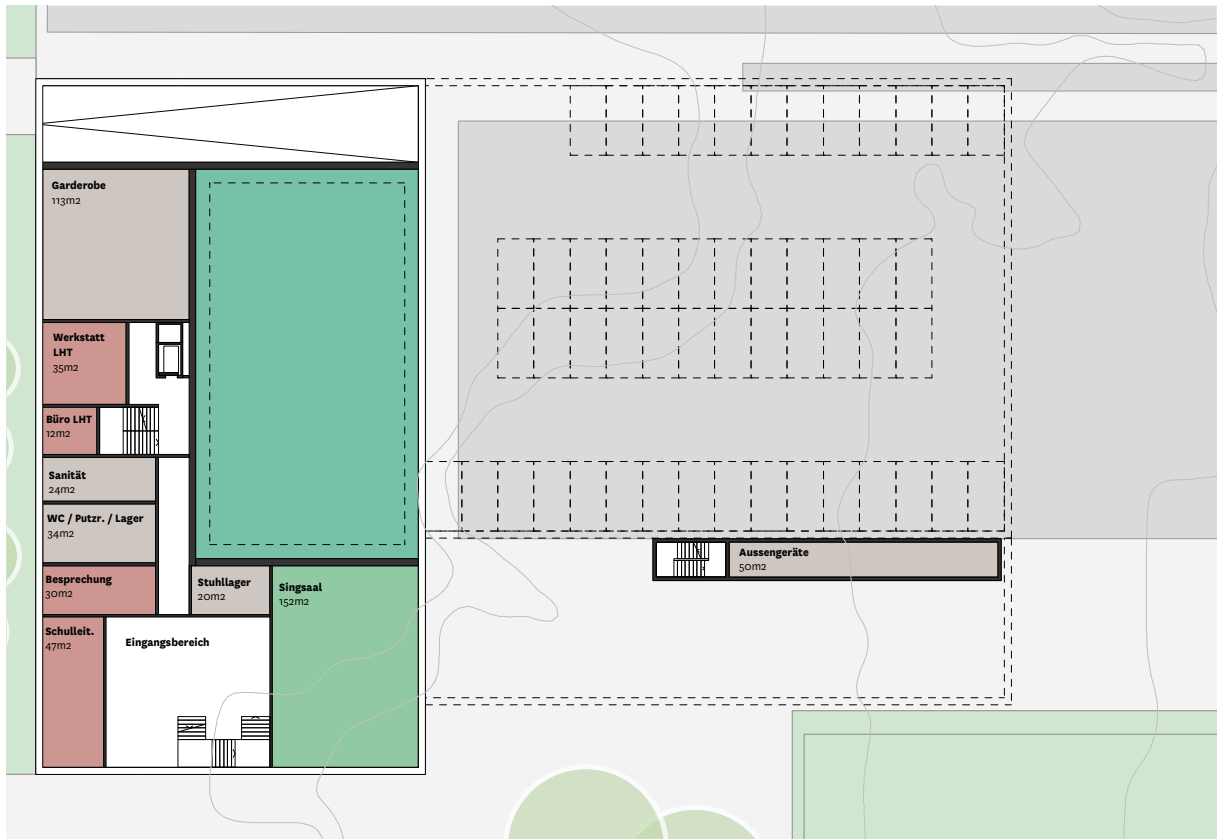 Garderobe
113m2
Werkstatt
LHT
35m2
Büro LHT
12m2
Sanität
24m2
WC / Putzr. / Lager
34m2
Besprechung
30m2
Stuhllager
20m2
Singsaal
152m2
Schulleit.
47m2
Eingangsbereich
Aussengeräte
50m2